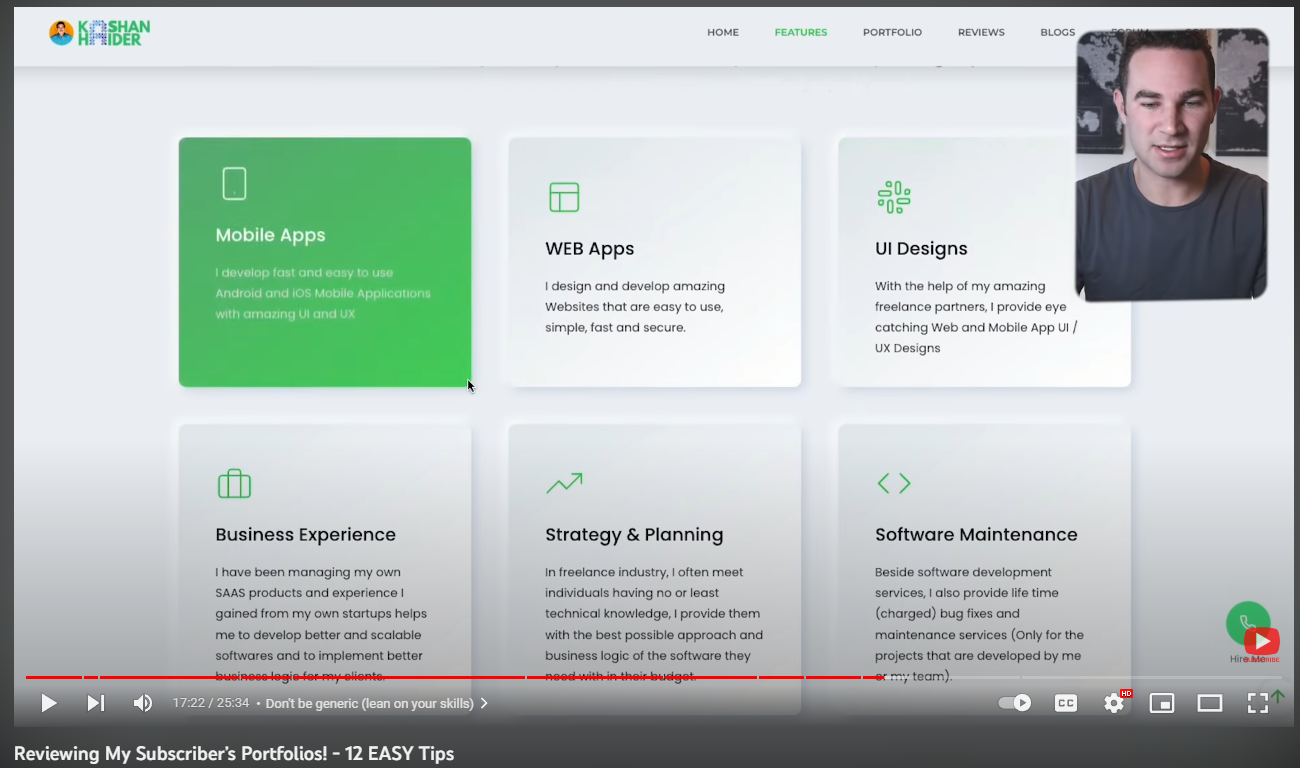 KASHAN
HAIDER
HOME
FEATURES
PORTFOLIO
REVIEWS
BLOGS
Mobile Apps
I develop fast and easy to use
Android and iOS Mobile Applications
with amazing UI and UX
WEB Apps
I design and develop amazing
Websites that are easy to use,
simple, fast and secure.
UI Designs
With the help of my amazing
freelance partners, I provide eye
catching Web and Mobile App UI /
UX Designs
Business Experience
I have been managing my own
SAAS products and experience I
gained from my own startups helps
me to develop better and scalable
softwares and to implement better
business logic for my clients.
Strategy & Planning
In freelance industry, I often meet
individuals having no or least
technical knowledge, I provide them
with the best possible approach and
business logic of the software they
need with in their budget.
Software Maintenance
Beside software development
services, I also provide life time
(charged) bug fixes and
maintenance services (Only for the
projects that are developed by me
or my team).
Hire Me
17:22 / 25:34 • Don't be generic (lean on your skills)
CC
HD
Reviewing My Subscriber's Portfolios! - 12 EASY Tips